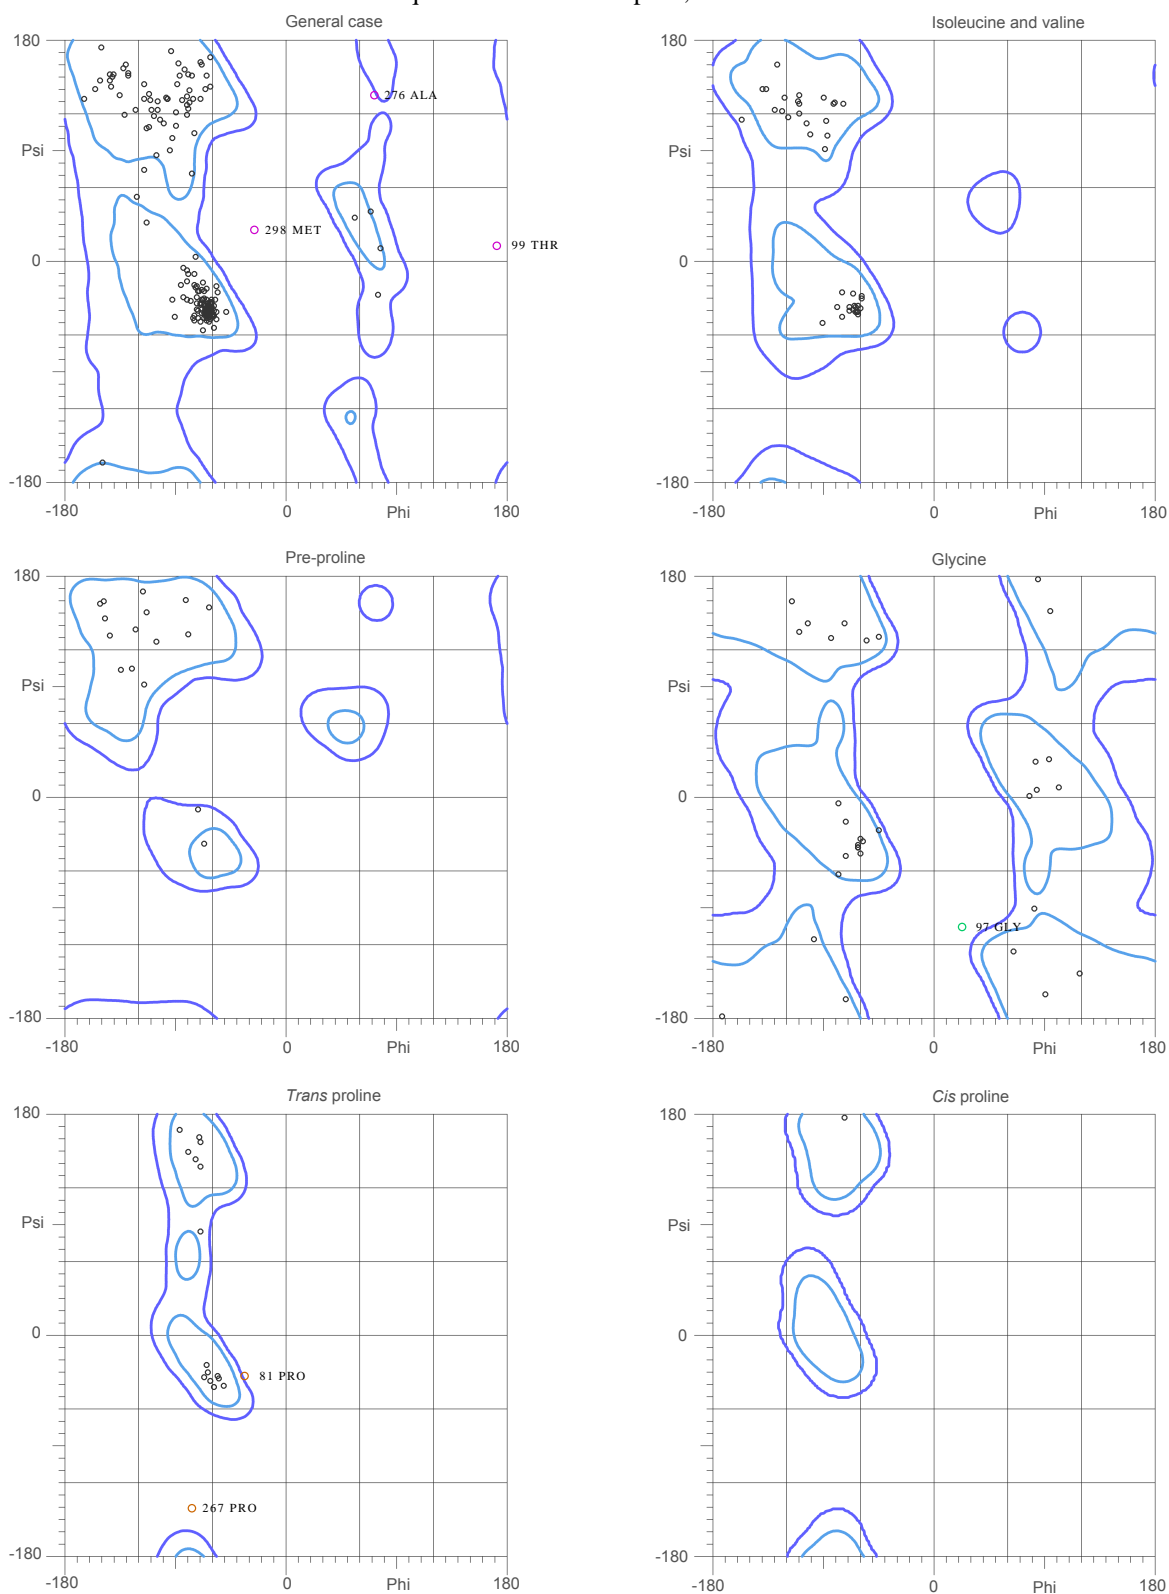 General case
Isoleucine and valine
180
180
276 ALA
Psi
Psi
298 MET
99 THR
0
0
-180
-180
-180
0
Phi
180
-180
0
Phi
180
Pre-proline
Glycine
180
180
Psi
Psi
0
0
97 GLY
-180
-180
-180
0
Phi
180
-180
0
Phi
180
Trans proline
Cis proline
180
180
Psi
Psi
0
0
81 PRO
267 PRO
-180
-180
-180
0
Phi
180
-180
0
Phi
180